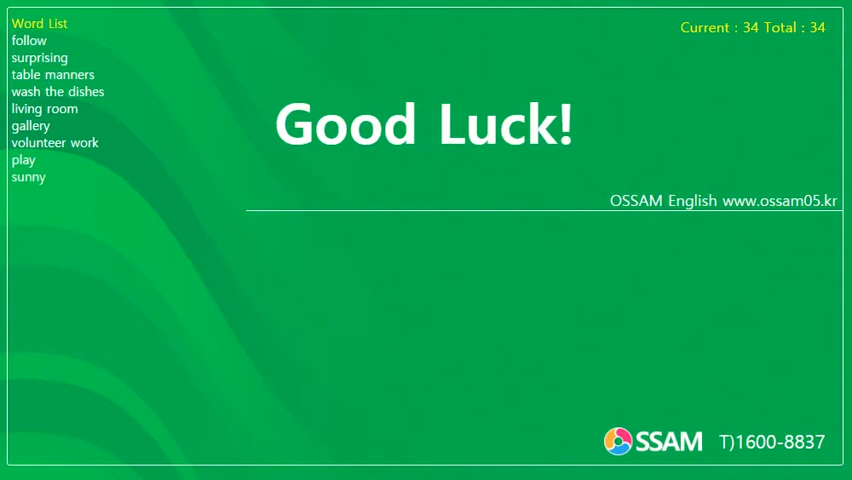 Word List
follow
surprising
table manners
wash the dishes
living room
gallery
volunteer work
play
sunny
Current : 34 Total : 34
Good Luck!
OSSAM English www.ossam05.kr
OSSAM T)1600-8837